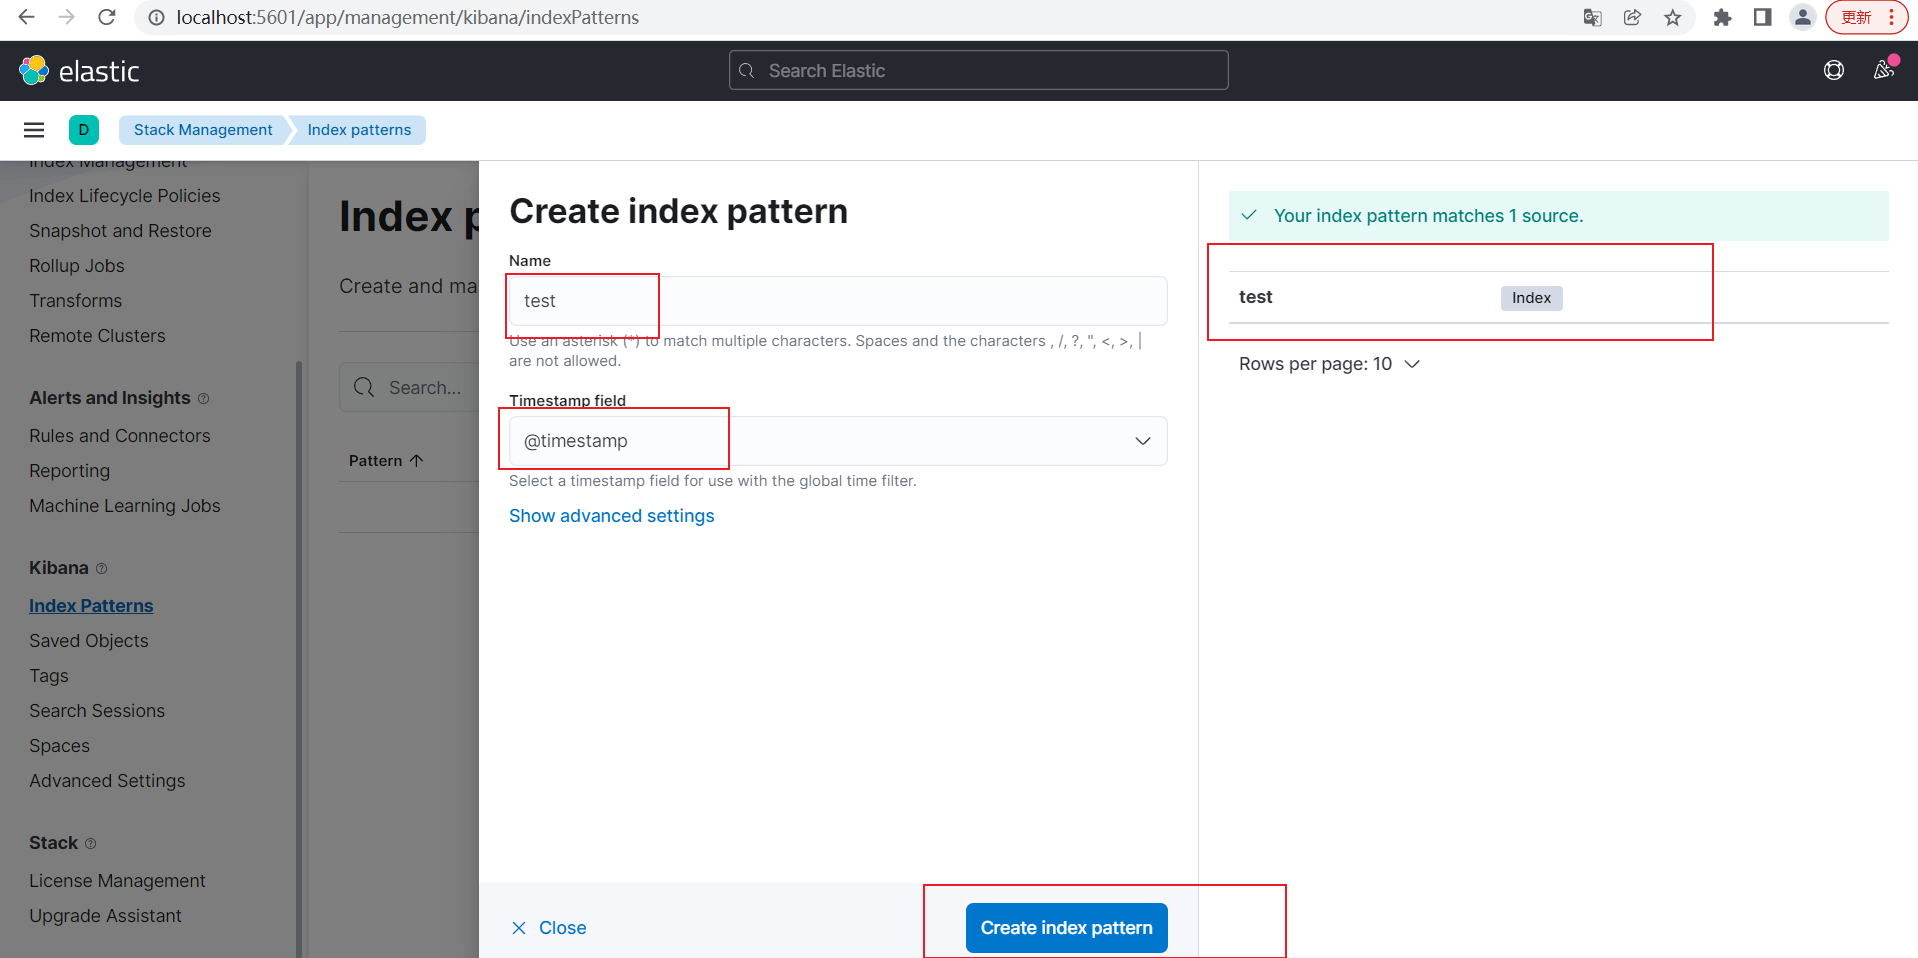 localhost:5601/app/management/kibana/indexPatterns
更新
elastic
Search Elastic
D
Stack Management
Index patterns
Index Management
Index Lifecycle Policies
Snapshot and Restore
Rollup Jobs
Transforms
Remote Clusters
Alerts and Insights
Rules and Connectors
Reporting
Machine Learning Jobs
Kibana
Index Patterns
Saved Objects
Tags
Search Sessions
Spaces
Advanced Settings
Stack
License Management
Upgrade Assistant
Index p
Create and ma
Search...
Pattern
Create index pattern
Name
test
Use an asterisk (*) to match multiple characters. Spaces and the characters , /, ?, ", <, >, |
are not allowed.
Timestamp field
@timestamp
Select a timestamp field for use with the global time filter.
Show advanced settings
Close
Create index pattern
Your index pattern matches 1 source.
test
Index
Rows per page: 10